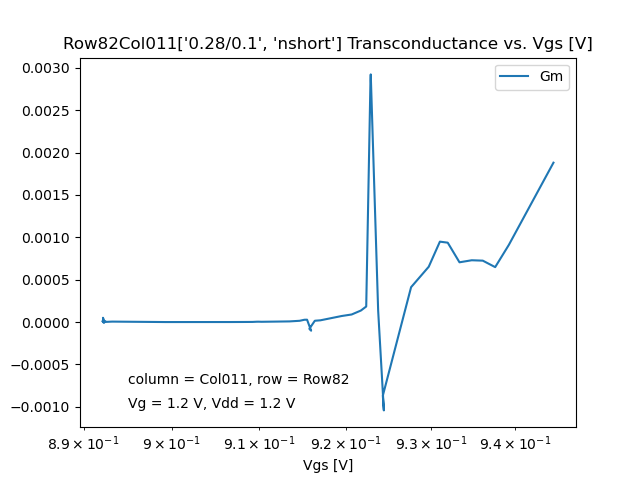 Row82Col011['0.28/0.1', 'nshort'] Transconductance vs. Vgs [V]
Gm
0.0030
0.0025
0.0020
0.0015
0.0010
0.0005
0.0000
−0.0005
−0.0010
column = Col011, row = Row82
Vg = 1.2 V, Vdd = 1.2 V
8.9 × 10⁻¹ 9 × 10⁻¹ 9.1 × 10⁻¹ 9.2 × 10⁻¹ 9.3 × 10⁻¹ 9.4 × 10⁻¹
Vgs [V]